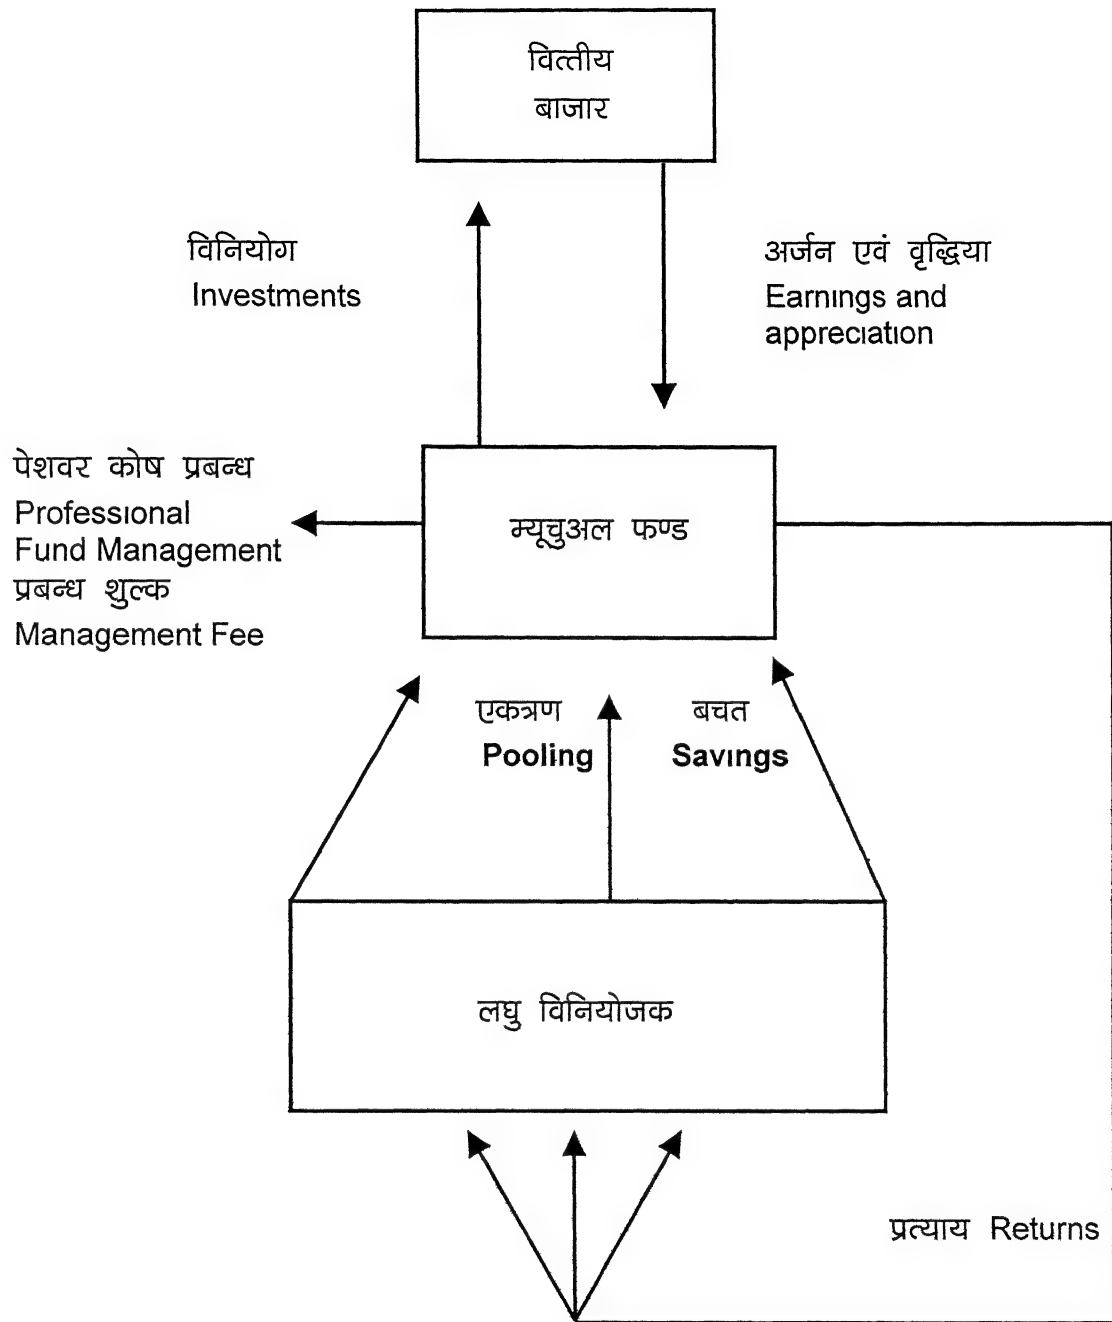 वित्तीय
बाजार
विनियोग
Investments
अर्जन एवं वृद्धिया
Earnings and
appreciation
पेशवर कोष प्रबन्ध
Professional
Fund Management
प्रबन्ध शुल्क
Management Fee
म्यूचुअल फण्ड
एकत्रण बचत
Pooling Savings
लघु विनियोजक
प्रत्याय Returns